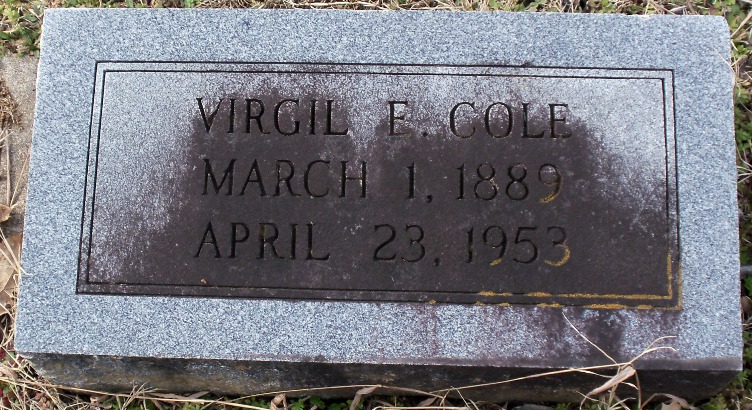 VIRGIL E. COLE
MARCH 1, 1889
APRIL 23, 1953